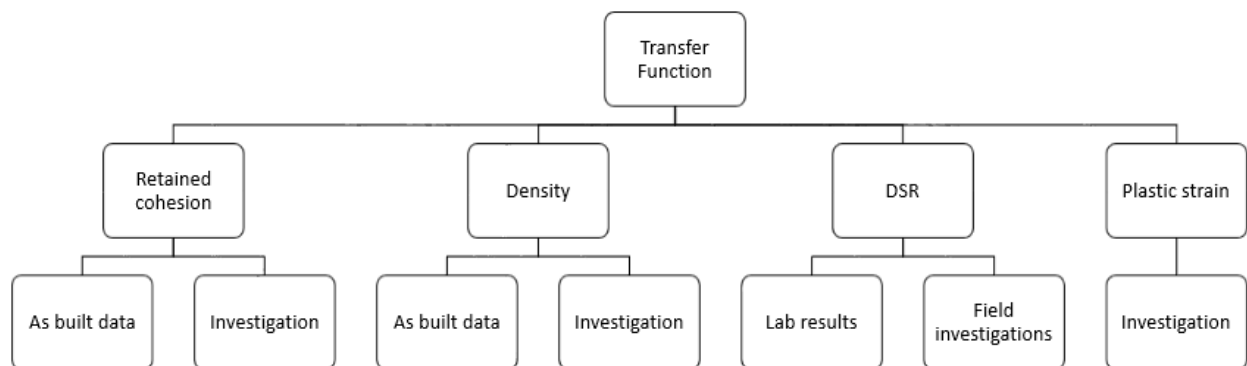 Transfer
Function
Retained
cohesion
Density
DSR
Plastic strain
As built data
Investigation
As built data
Investigation
Lab results
Field
investigations
Investigation